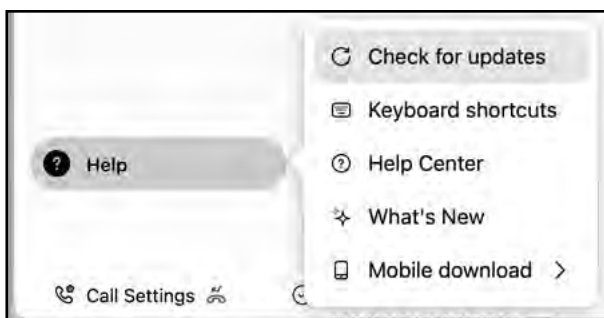 Check for updates
Keyboard shortcuts
Help
Help Center
What's New
Mobile download
Call Settings